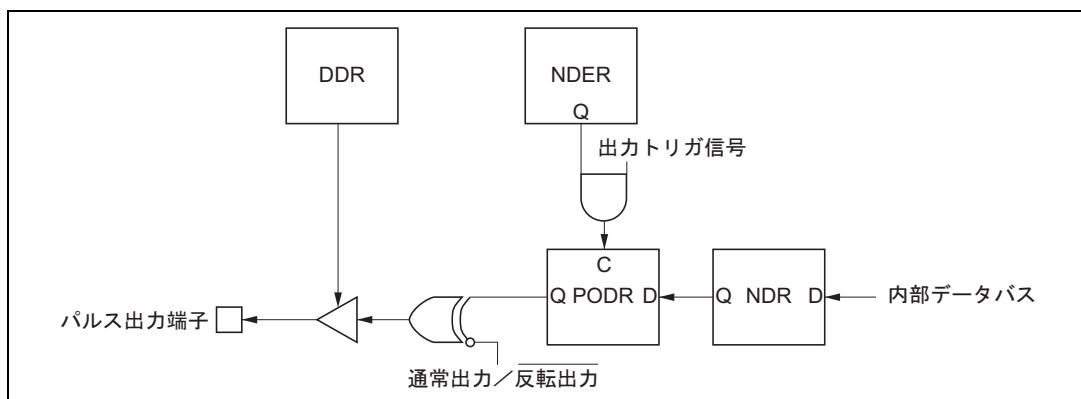 DDR
NDER
Q
出力トリガ信号
C
Q PODR D
Q NDR D
内部データバス
パルス出力端子
通常出力／反転出力